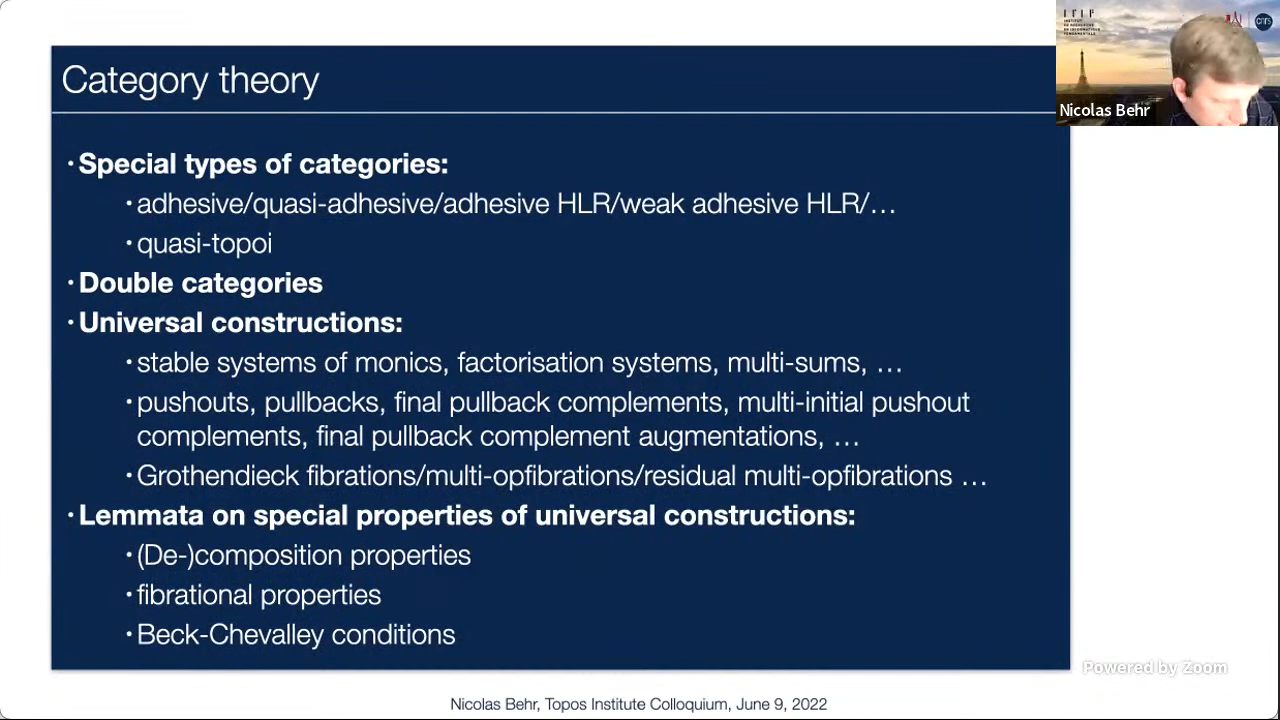 Category theory
• Special types of categories:
• adhesive/quasi-adhesive/adhesive HLR/weak adhesive HLR/…
• quasi-topoi
• Double categories
• Universal constructions:
• stable systems of monics, factorisation systems, multi-sums, …
• pushouts, pullbacks, final pullback complements, multi-initial pushout
complements, final pullback complement augmentations, …
• Grothendieck fibrations/multi-opfibrations/residual multi-opfibrations …
• Lemmata on special properties of universal constructions:
• (De-)composition properties
• fibrational properties
• Beck-Chevalley conditions
Nicolas Behr, Topos Institute Colloquium, June 9, 2022
Nicolas Behr
cnrs
Powered by Zoom